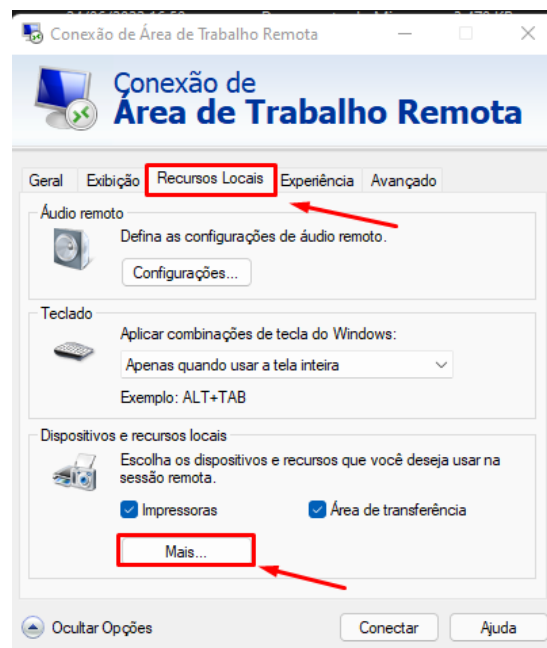 Conexão de Área de Trabalho Remota
Conexão de
Área de Trabalho Remota
Geral Exibição Recursos Locais Experiência Avançado
Áudio remoto
Defina as configurações de áudio remoto.
Configurações...
Teclado
Aplicar combinações de tecla do Windows:
Apenas quando usar a tela inteira
Exemplo: ALT+TAB
Dispositivos e recursos locais
Escolha os dispositivos e recursos que você deseja usar na
sessão remota.
Impressoras Área de transferência
Mais...
Ocultar Opções Conectar Ajuda